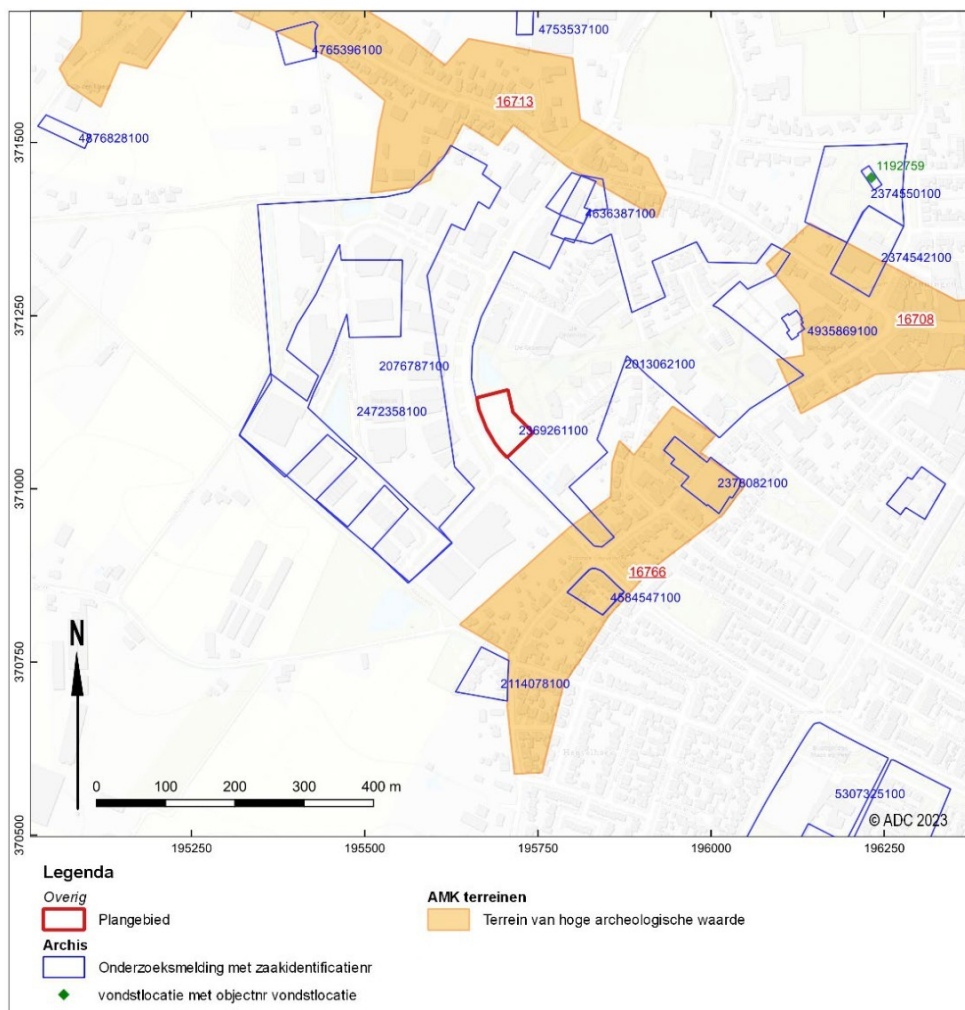 4753537100
4765396100
16713
4876828100
1192759
2374550100
4636387100
2374542100
16708
4935869100
2076787100
2013062100
2472358100
2369261100
2378082100
16766
4584547100
2114078100
5307325100
371500
371250
371000
370750
370500
N
0 100 200 300 400 m
© ADC 2023
195250 195500 195750 196000 196250
Legenda
Overig
Plangebied
Archis
Onderzoeksmelding met zaakidentificatienr
vondstlocatie met objectnr vondstlocatie
AMK terreinen
Terrein van hoge archeologische waarde